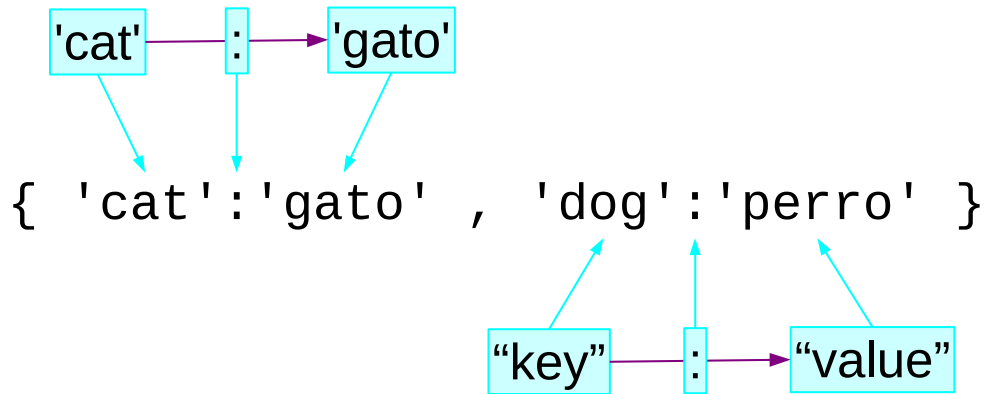 'cat' : 'gato'
{ 'cat':'gato' , 'dog':'perro' }
“key” : “value”